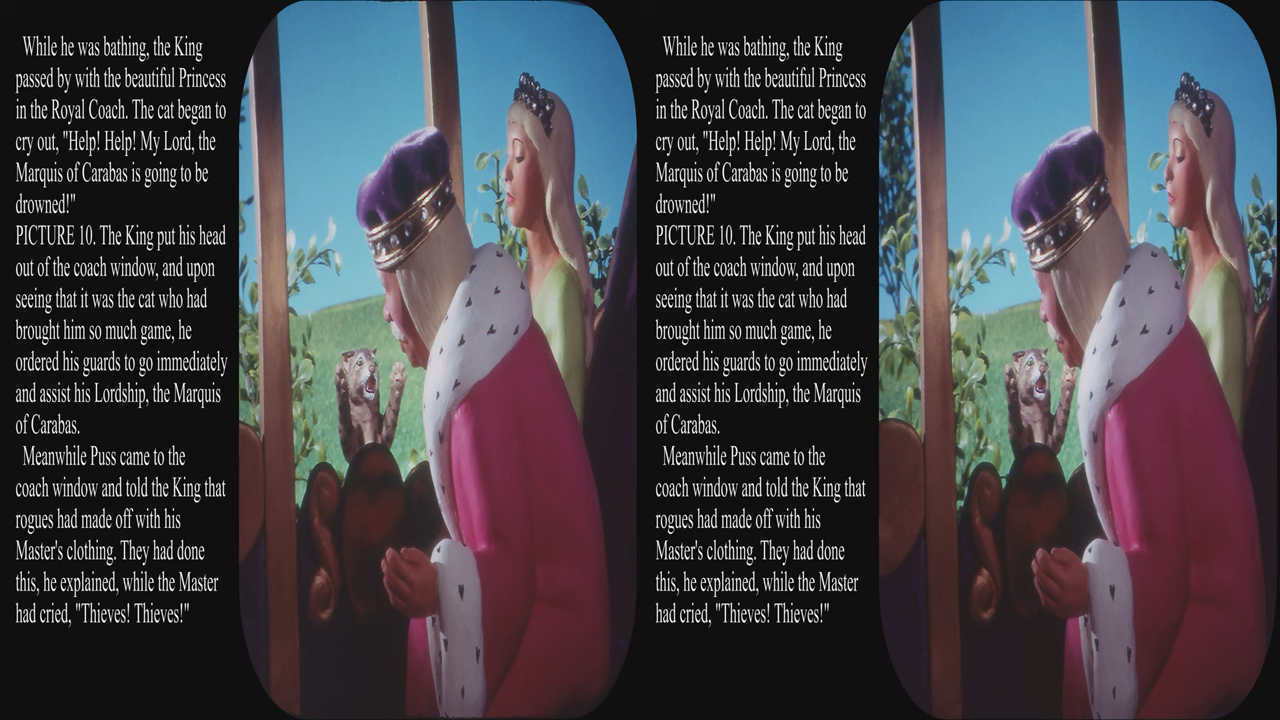 While he was bathing, the King
passed by with the beautiful Princess
in the Royal Coach. The cat began to
cry out, "Help! Help! My Lord, the
Marquis of Carabas is going to be
drowned!"
PICTURE 10. The King put his head
out of the coach window, and upon
seeing that it was the cat who had
brought him so much game, he
ordered his guards to go immediately
and assist his Lordship, the Marquis
of Carabas.
Meanwhile Puss came to the
coach window and told the King that
rogues had made off with his
Master's clothing. They had done
this, he explained, while the Master
had cried, "Thieves! Thieves!"
While he was bathing, the King
passed by with the beautiful Princess
in the Royal Coach. The cat began to
cry out, "Help! Help! My Lord, the
Marquis of Carabas is going to be
drowned!"
PICTURE 10. The King put his head
out of the coach window, and upon
seeing that it was the cat who had
brought him so much game, he
ordered his guards to go immediately
and assist his Lordship, the Marquis
of Carabas.
Meanwhile Puss came to the
coach window and told the King that
rogues had made off with his
Master's clothing. They had done
this, he explained, while the Master
had cried, "Thieves! Thieves!"